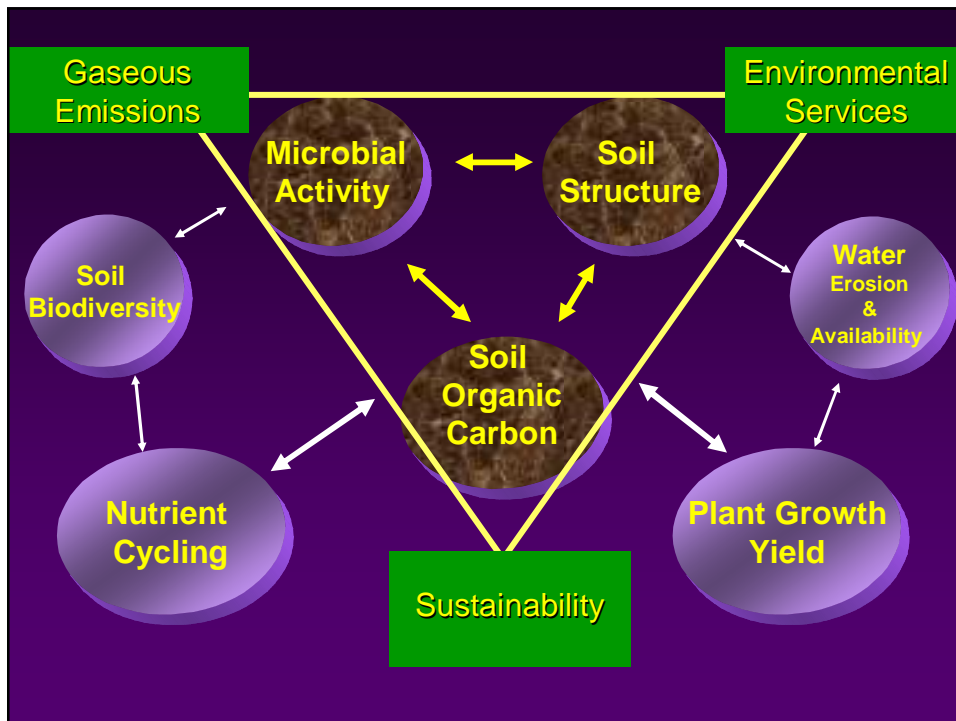 Gaseous
Emissions
Environmental
Services
Microbial
Activity
Soil
Structure
Soil
Biodiversity
Water
Erosion
&
Availability
Soil
Organic
Carbon
Nutrient
Cycling
Plant Growth
Yield
Sustainability